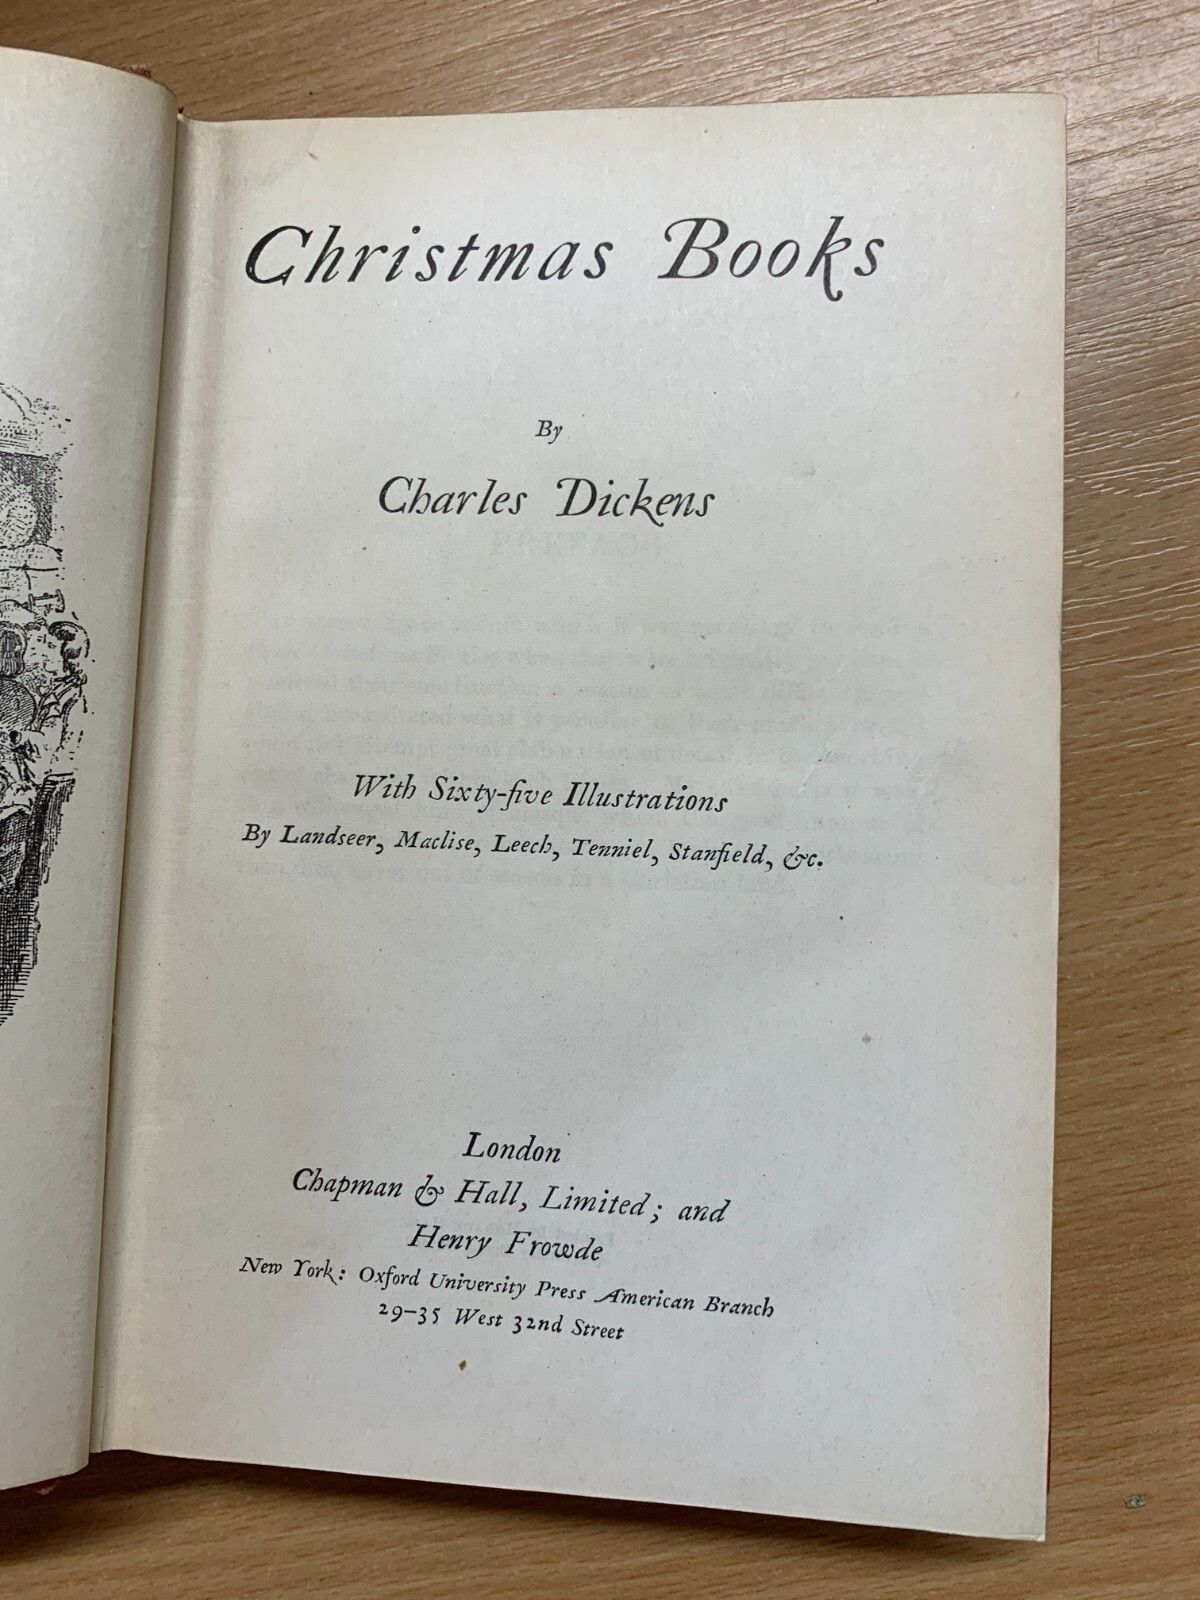 Christmas Books
By
Charles Dickens
With Sixty-five Illustrations
By Landseer, Maclise, Leech, Tenniel, Stanfield, &c.
London
Chapman & Hall, Limited; and
Henry Frowde
New York: Oxford University Press American Branch
29-35 West 32nd Street